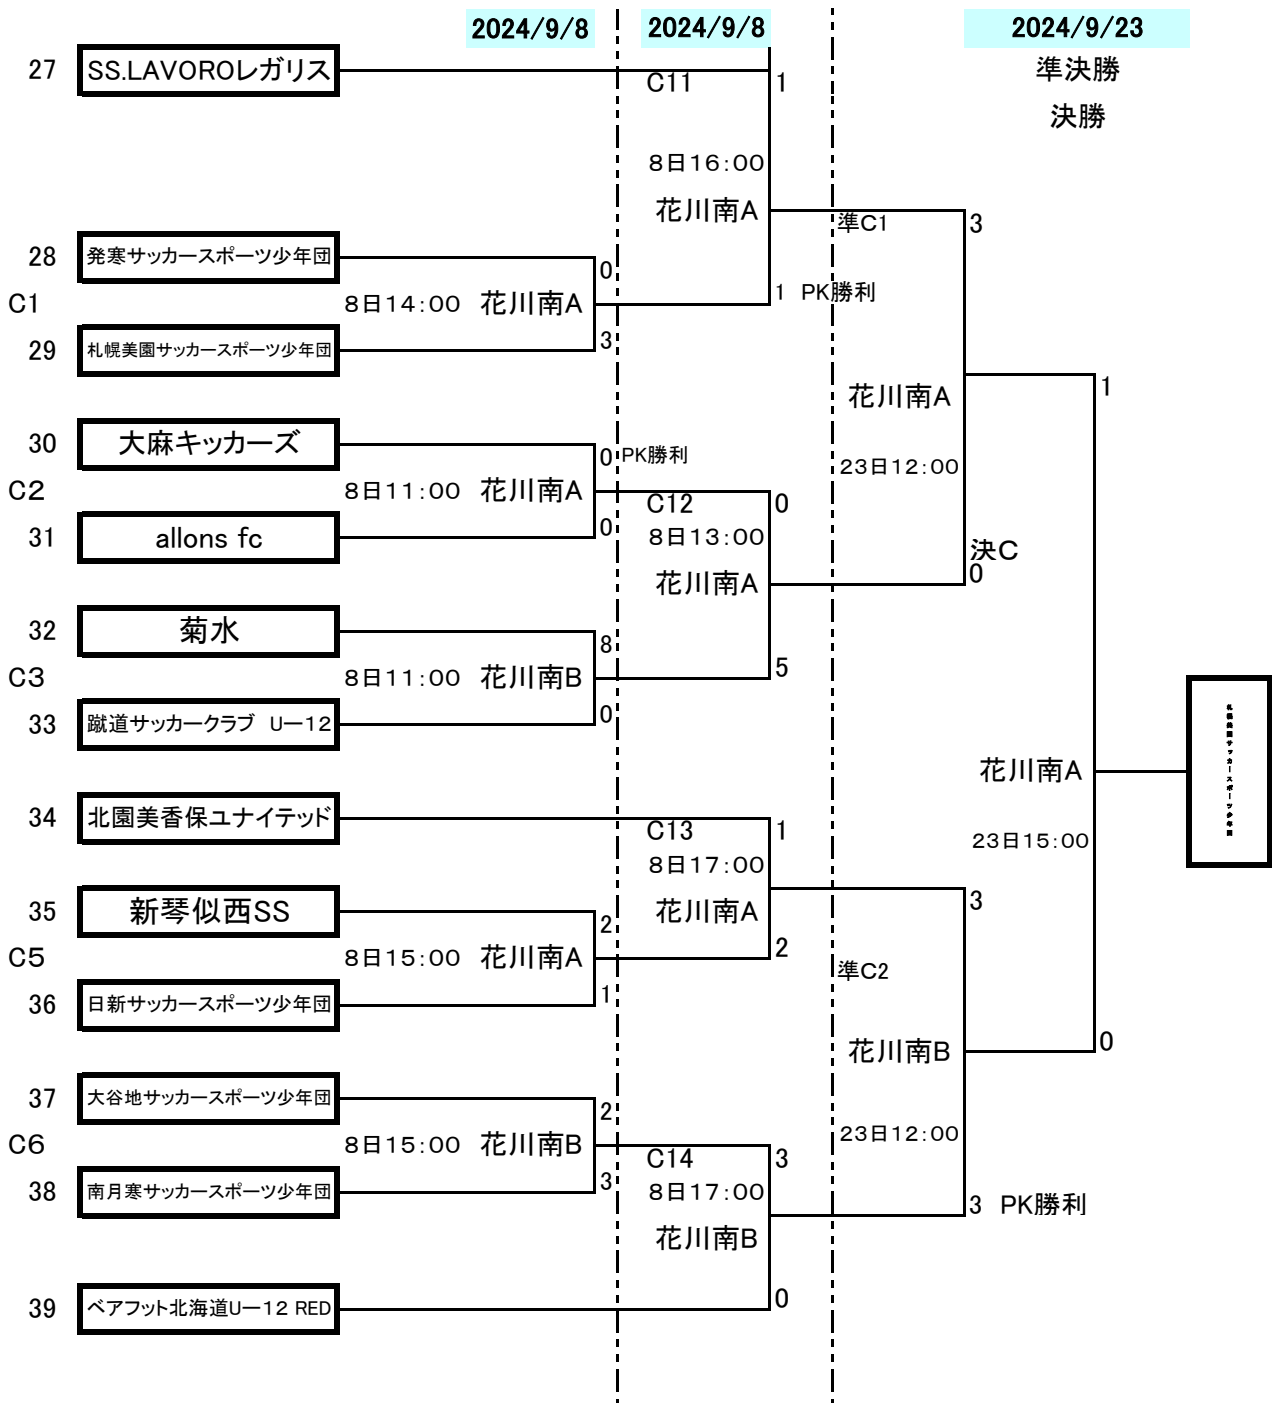 2024/9/8
2024/9/8
2024/9/23
準決勝
決勝
27 SS.LAVOROレガリス
C11 1
8日16:00
花川南A
準C1 3
28 発寒サッカースポーツ少年団
0
C1 8日14:00 花川南A
1 PK勝利
29 札幌美園サッカースポーツ少年団
3
花川南A
1
30 大麻キッカーズ
0 PK勝利
23日12:00
C2 8日11:00 花川南A
C12 0
31 allons fc
0
8日13:00
決C
0
花川南A
32 菊水
8
C3 8日11:00 花川南B
5
33 蹴道サッカークラブ U-12
0
札幌美園サッカースポーツ少年団
花川南A
34 北園美香保ユナイテッド
C13 1
23日15:00
8日17:00
35 新琴似西SS
2
花川南A
3
C5 8日15:00 花川南A
2
準C2
36 日新サッカースポーツ少年団
1
花川南B
0
37 大谷地サッカースポーツ少年団
2
23日12:00
C6 8日15:00 花川南B
C14 3
38 南月寒サッカースポーツ少年団
3
8日17:00
3 PK勝利
花川南B
39 ベアフット北海道U-12 RED
0